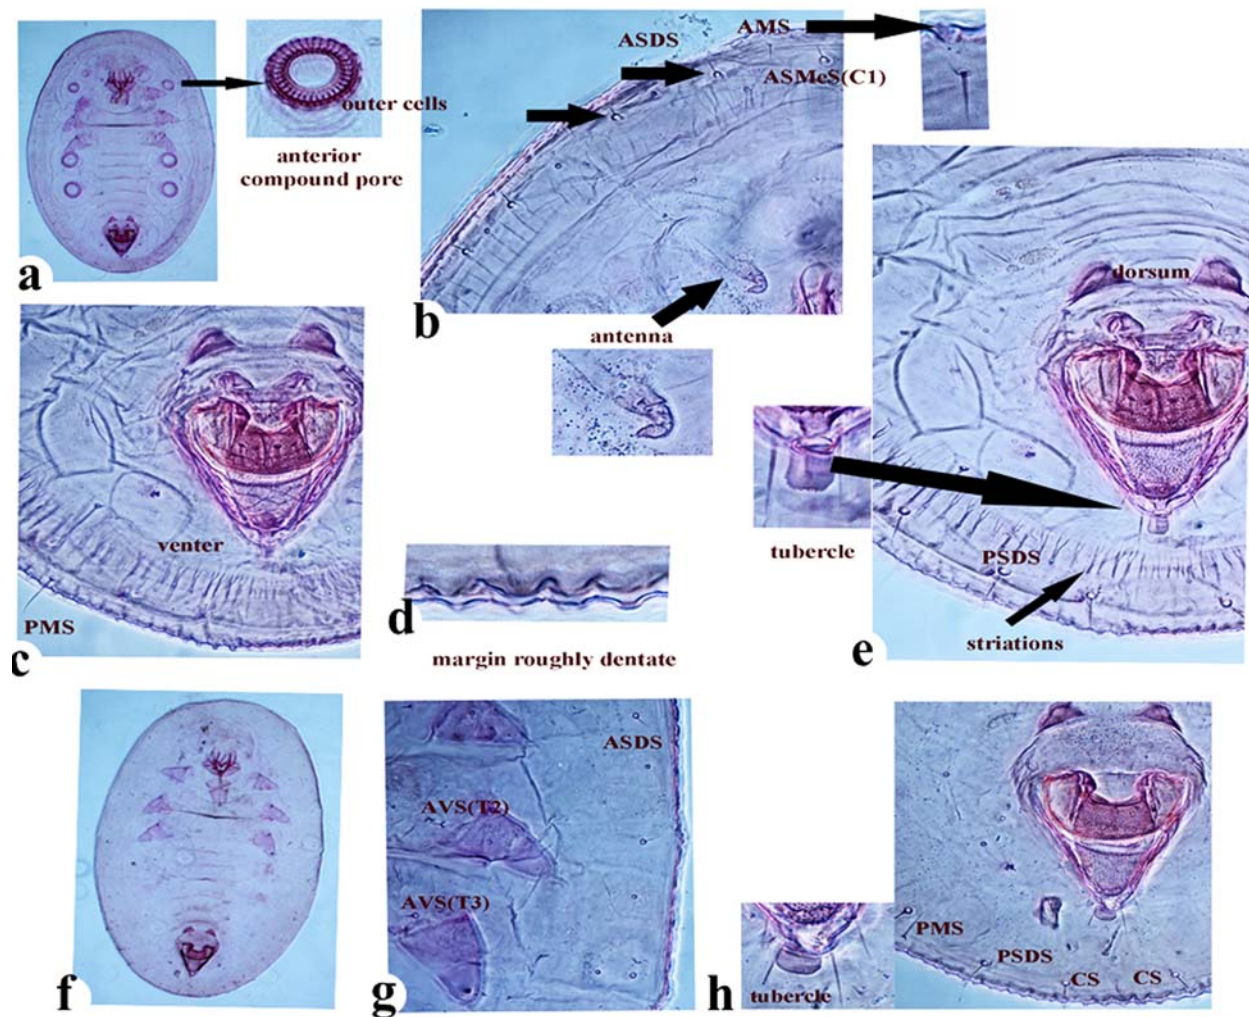 a
outer cells
anterior
compound pore
ASDS
AMS
ASMeS(C1)
b
antenna
dorsum
tubercle
PSDS
striations
e
venter
PMS
c
d
margin roughly dentate
f
ASDS
AVS(T2)
AVS(T3)
g
tubercle
h
PMS
PSDS
CS
CS